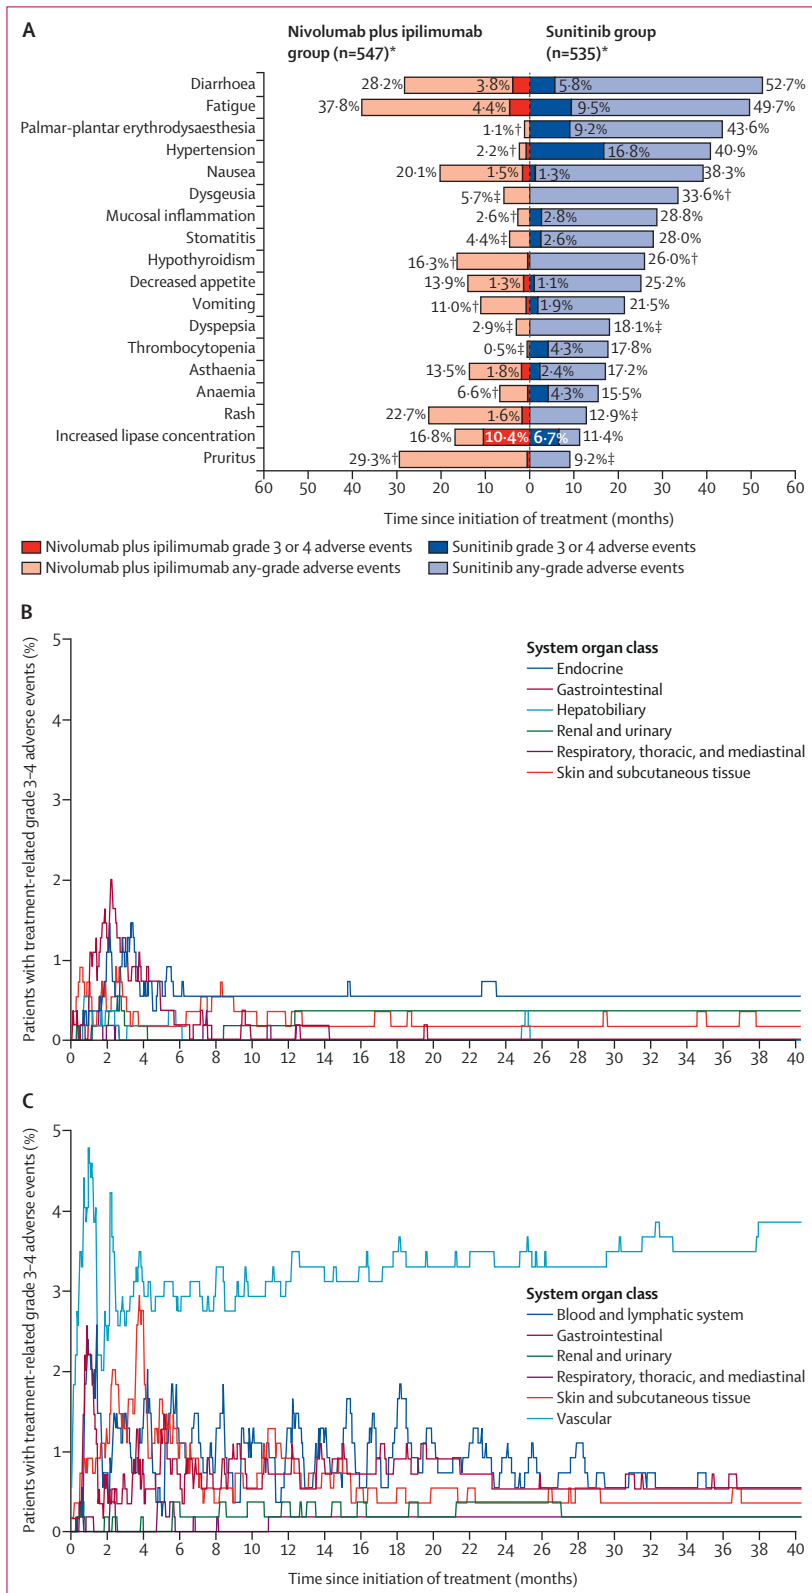 A
Nivolumab plus ipilimumab
group (n=547)*
Sunitinib group
(n=535)*
Diarrhoea 28·2% 3·8% 5·8% 52·7%
Fatigue 37·8% 4·4% 9·5% 49·7%
Palmar-plantar erythrodysaesthesia 1·1%† 9·2% 43·6%
Hypertension 2·2%† 16·8% 40·9%
Nausea 20·1% 1·5% 1·3% 38·3%
Dysgeusia 5·7%‡ 33·6%†
Mucosal inflammation 2·6%† 2·8% 28·8%
Stomatitis 4·4%‡ 2·6% 28·0%
Hypothyroidism 16·3%† 26·0%†
Decreased appetite 13·9% 1·3% 1·1% 25·2%
Vomiting 11·0%† 1·9% 21·5%
Dyspepsia 2·9%‡ 18·1%‡
Thrombocytopenia 0·5%‡ 4·3% 17·8%
Asthaenia 13·5% 1·8% 2·4% 17·2%
Anaemia 6·6%† 4·3% 15·5%
Rash 22·7% 1·6% 12·9%‡
Increased lipase concentration 16·8% 10·4% 6·7% 11·4%
Pruritus 29·3%† 9·2%‡
60 50 40 30 20 10 0 10 20 30 40 50 60
Time since initiation of treatment (months)
Nivolumab plus ipilimumab grade 3 or 4 adverse events
Sunitinib grade 3 or 4 adverse events
Nivolumab plus ipilimumab any-grade adverse events
Sunitinib any-grade adverse events
B
Patients with treatment-related grade 3–4 adverse events (%)
5
4
3
2
1
0
System organ class
Endocrine
Gastrointestinal
Hepatobiliary
Renal and urinary
Respiratory, thoracic, and mediastinal
Skin and subcutaneous tissue
0 2 4 6 8 10 12 14 16 18 20 22 24 26 28 30 32 34 36 38 40
C
Patients with treatment-related grade 3–4 adverse events (%)
5
4
3
2
1
0
System organ class
Blood and lymphatic system
Gastrointestinal
Renal and urinary
Respiratory, thoracic, and mediastinal
Skin and subcutaneous tissue
Vascular
0 2 4 6 8 10 12 14 16 18 20 22 24 26 28 30 32 34 36 38 40
Time since initiation of treatment (months)